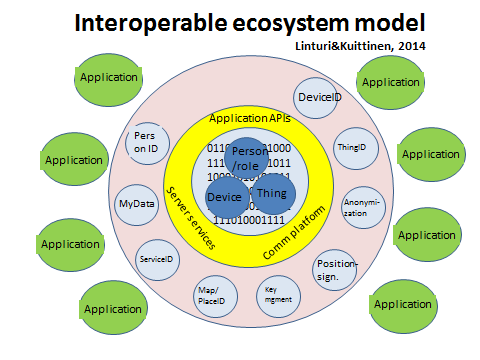 Interoperable ecosystem model
Linturi&Kuittinen, 2014
Application
Application
DeviceID
Application APIs
Pers
on ID
Person
/role
ThingID
Application
Application
MyData
Device
Thing
Anonymi-
zation
11010001111
Server services
Comm platform
Application
Application
ServiceID
Position-
sign.
Map/
PlaceID
Key
mgment
Application
Application